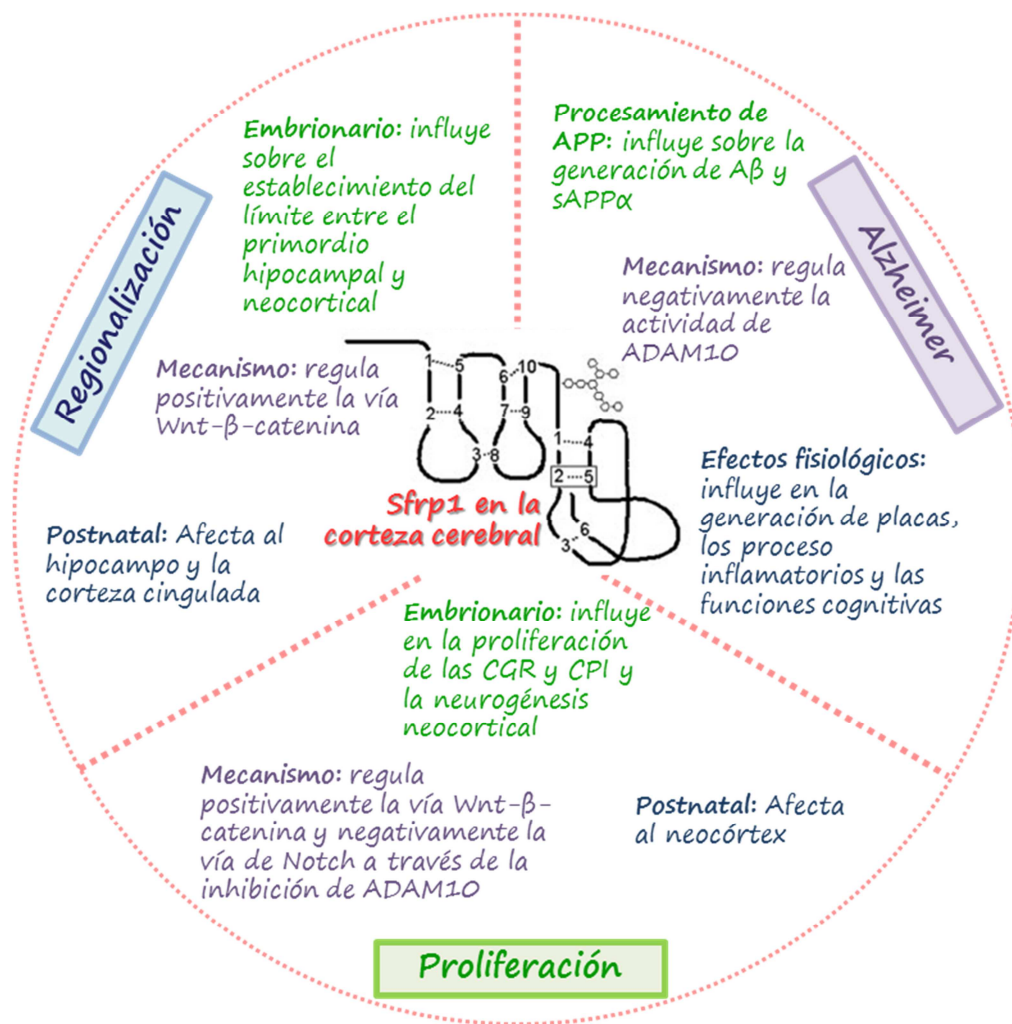 Regionalización
Embrionario: influye
sobre el
establecimiento del
límite entre el
primordio
hipocampal y
neocortical
Mecanismo: regula
positivamente la vía
Wnt-β-catenina
Postnatal: Afecta al
hipocampo y la
corteza cingulada
Alzheimer
Procesamiento de
APP: influye sobre la
generación de Aβ y
sAPPα
Mecanismo: regula
negativamente la
actividad de
ADAM10
Efectos fisiológicos:
influye en la
generación de placas,
los proceso
inflamatorios y las
funciones cognitivas
1 5 6 10
2 4 7 9
3 8
1 4
2 5
3 6
Sfrp1 en la
corteza cerebral
Embrionario: influye
en la proliferación
de las CGR y CPI y
la neurogénesis
neocortical
Mecanismo: regula
positivamente la vía Wnt-β-
catenina y negativamente la
vía de Notch a través de la
inhibición de ADAM10
Postnatal: Afecta
al neocórtex
Proliferación